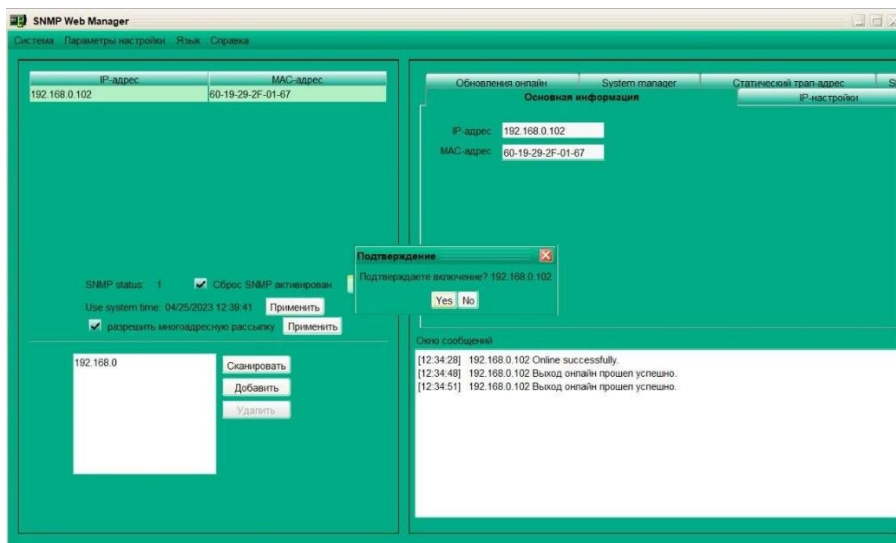 SNMP Web Manager
Система Параметры настройки Язык Справка
IP-адрес MAC-адрес
192.168.0.102 60-19-29-2F-01-67
SNMP status: 1 Сброс SNMP активирован
Use system time: 04/25/2023 12:39:41 Применить
разрешить многоадресную рассылку Применить
192.168.0
Сканировать
Добавить
Удалить
Обновления онлайн System manager Статический трап-адрес
Основная информация IP-настройки
IP-адрес 192.168.0.102
MAC-адрес 60-19-29-2F-01-67
Подтверждение
Подтверждаете включение? 192.168.0.102
Yes No
Окно сообщений
[12:34:28] 192.168.0.102 Online successfully.
[12:34:48] 192.168.0.102 Выход онлайн прошел успешно.
[12:34:51] 192.168.0.102 Выход онлайн прошел успешно.